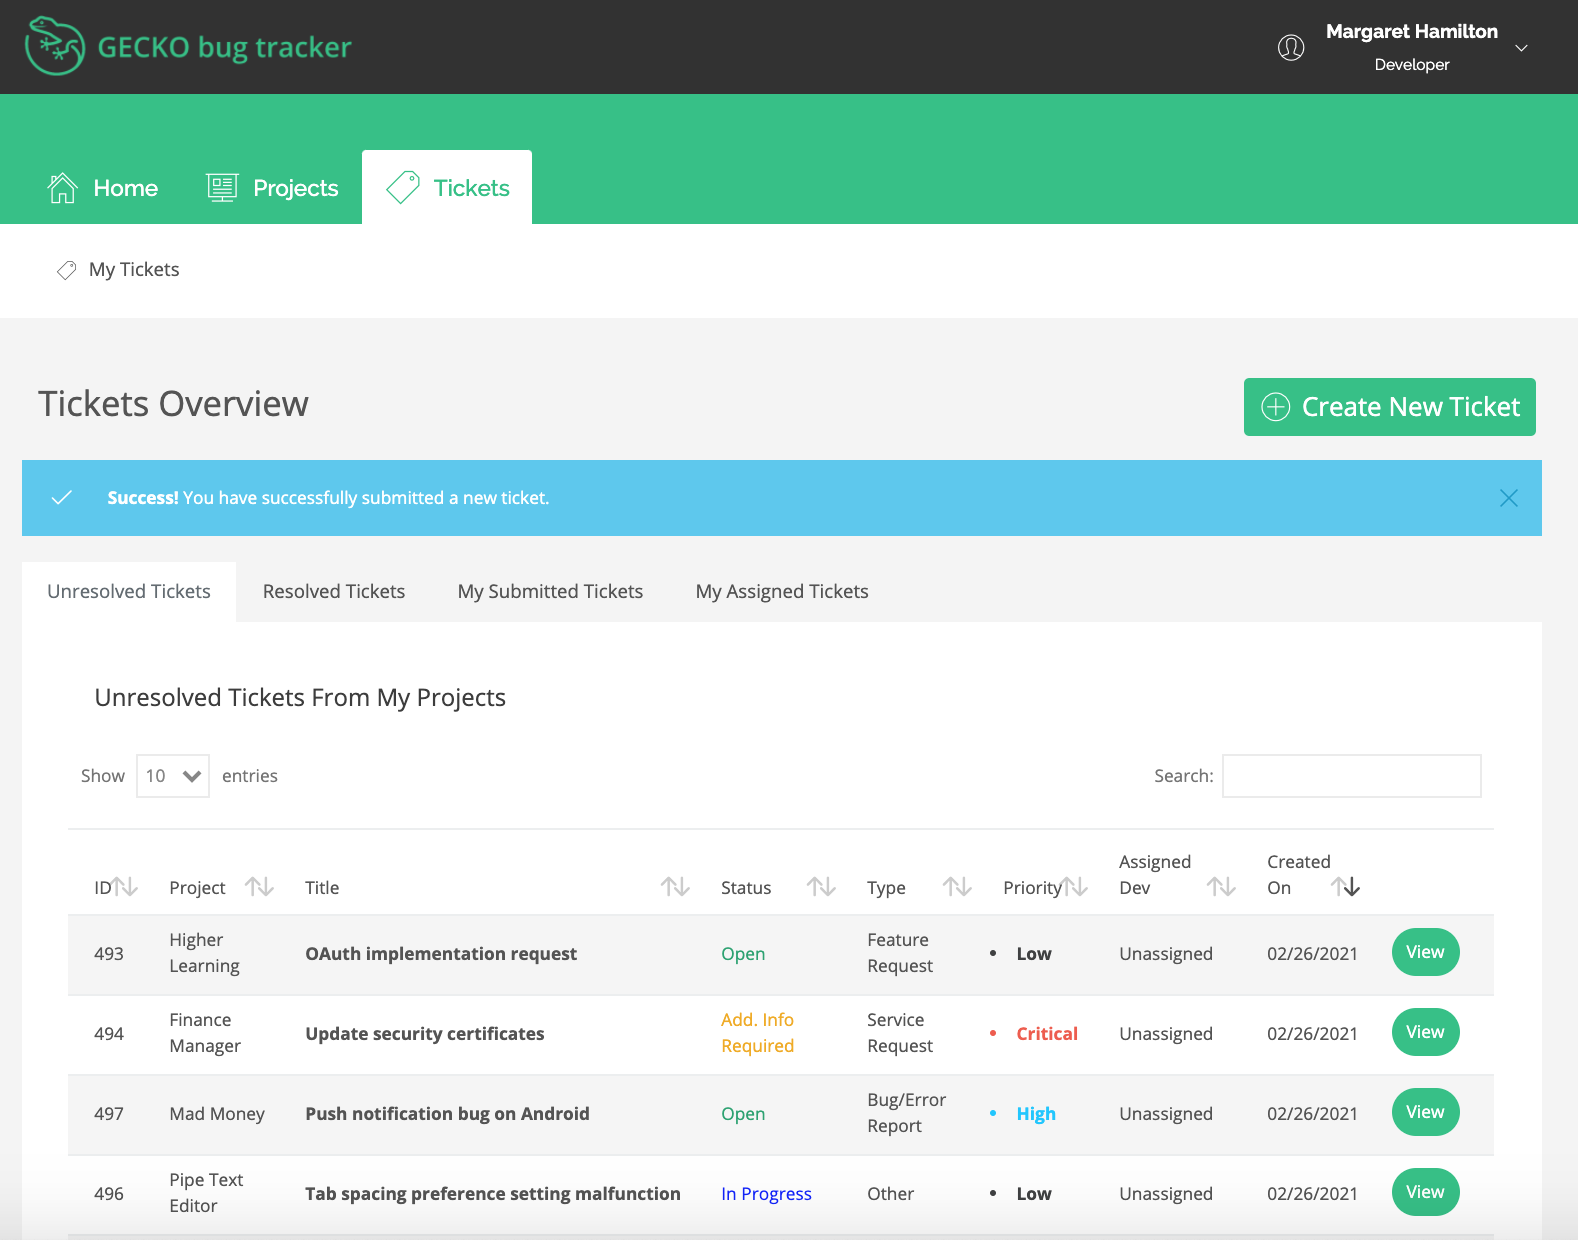 GECKO bug tracker
Margaret Hamilton
Developer
Home
Projects
Tickets
My Tickets
Tickets Overview
Create New Ticket
Success! You have successfully submitted a new ticket.
Unresolved Tickets
Resolved Tickets
My Submitted Tickets
My Assigned Tickets
Unresolved Tickets From My Projects
Show 10 entries
Search:
ID
Project
Title
Status
Type
Priority
Assigned
Dev
Created
On
493
Higher
Learning
OAuth implementation request
Open
Feature
Request
• Low
Unassigned
02/26/2021
View
494
Finance
Manager
Update security certificates
Add. Info
Required
Service
Request
• Critical
Unassigned
02/26/2021
View
497
Mad Money
Push notification bug on Android
Open
Bug/Error
Report
• High
Unassigned
02/26/2021
View
496
Pipe Text
Editor
Tab spacing preference setting malfunction
In Progress
Other
• Low
Unassigned
02/26/2021
View